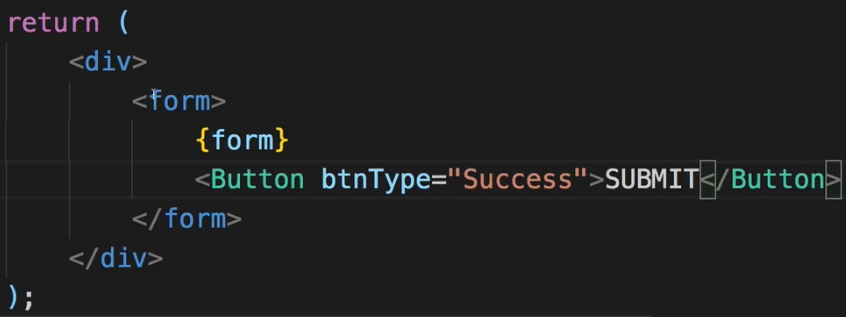 return (
<div>
<form>
{form}
<Button btnType="Success">SUBMIT</Button>
</form>
</div>
);